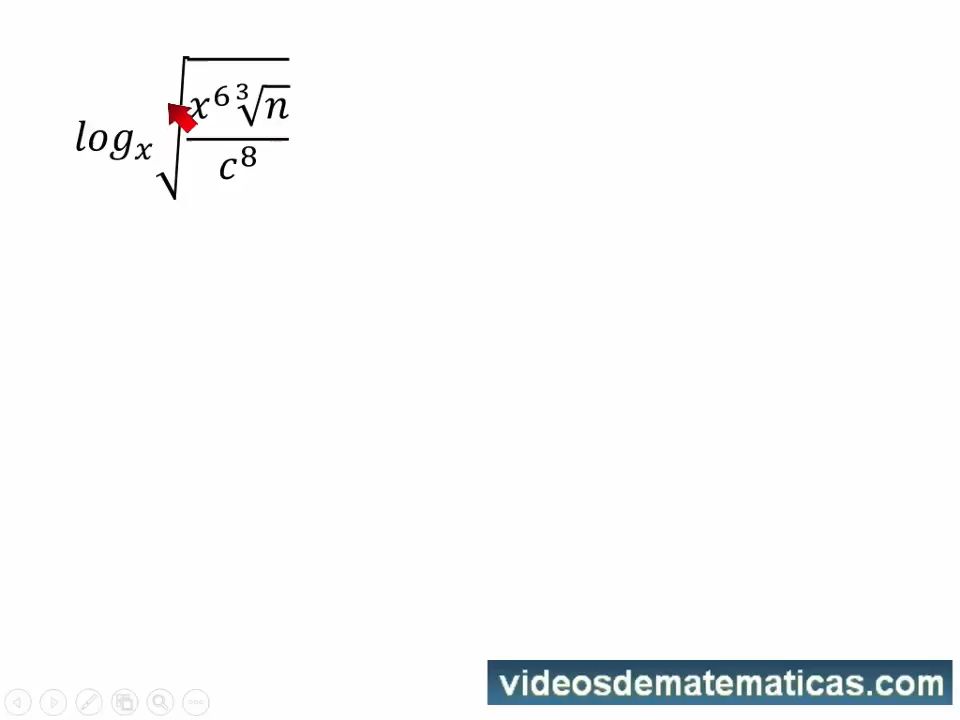 log_x √(x⁶ ∛n / c⁸)
videosdematematicas.com